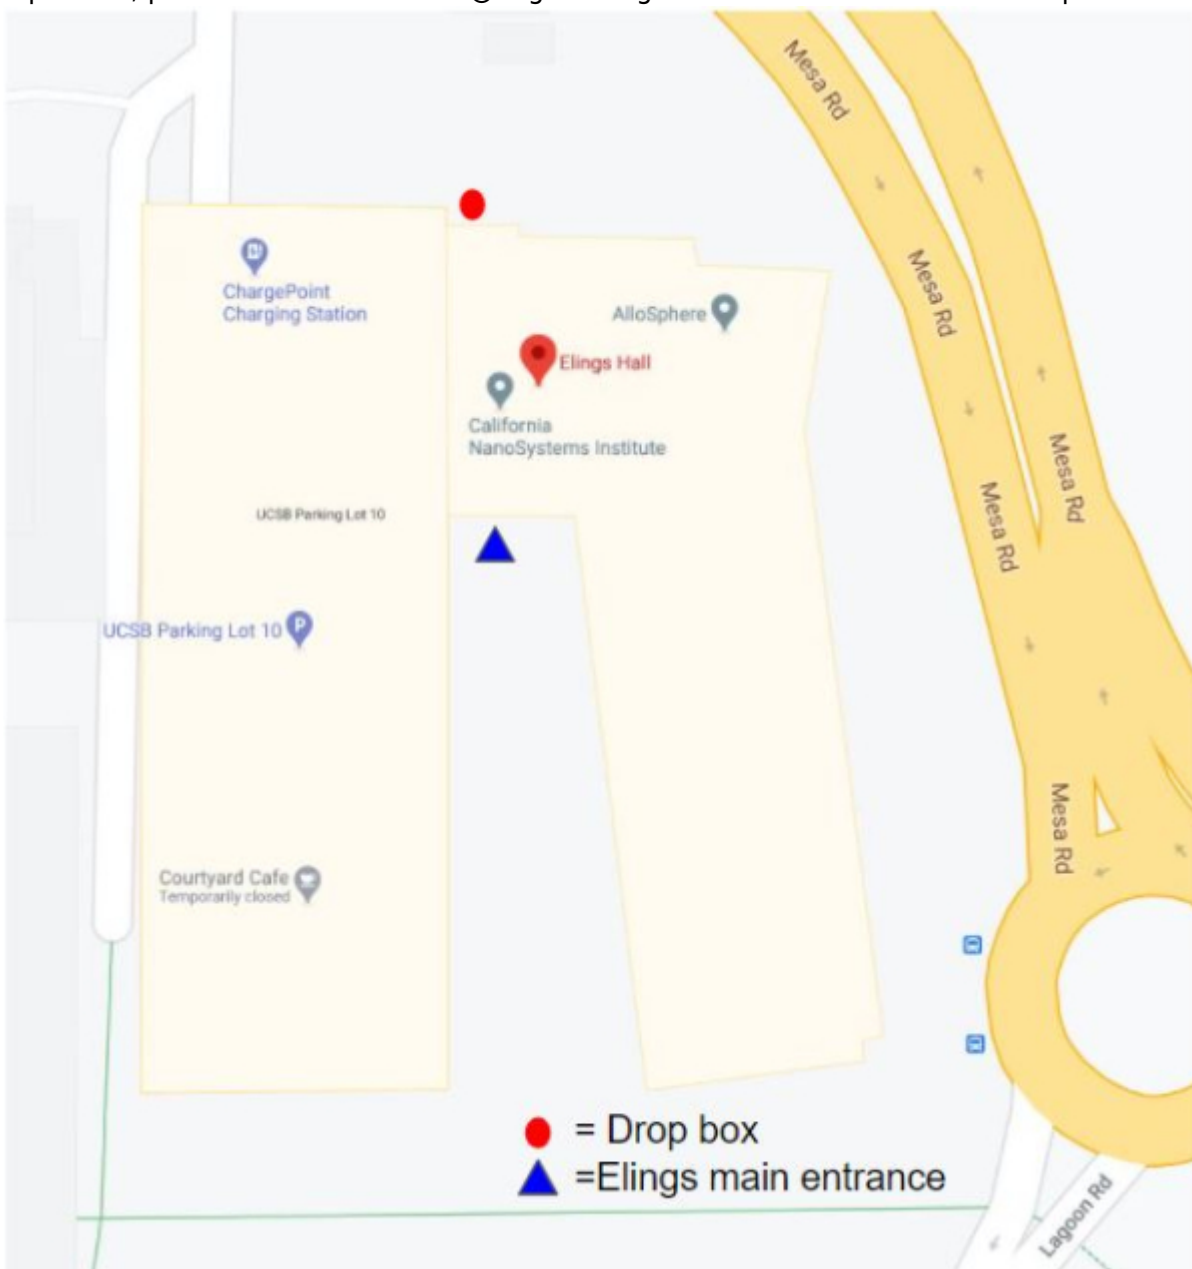 Mesa Rd
ChargePoint
Charging Station
AlloSphere
Mesa Rd
Elings Hall
California
NanoSystems Institute
Mesa Rd
UCSB Parking Lot 10
Mesa Rd
UCSB Parking Lot 10
P
Mesa Rd
Courtyard Cafe
Temporarily closed
= Drop box
=Elings main entrance
Lagoon Rd